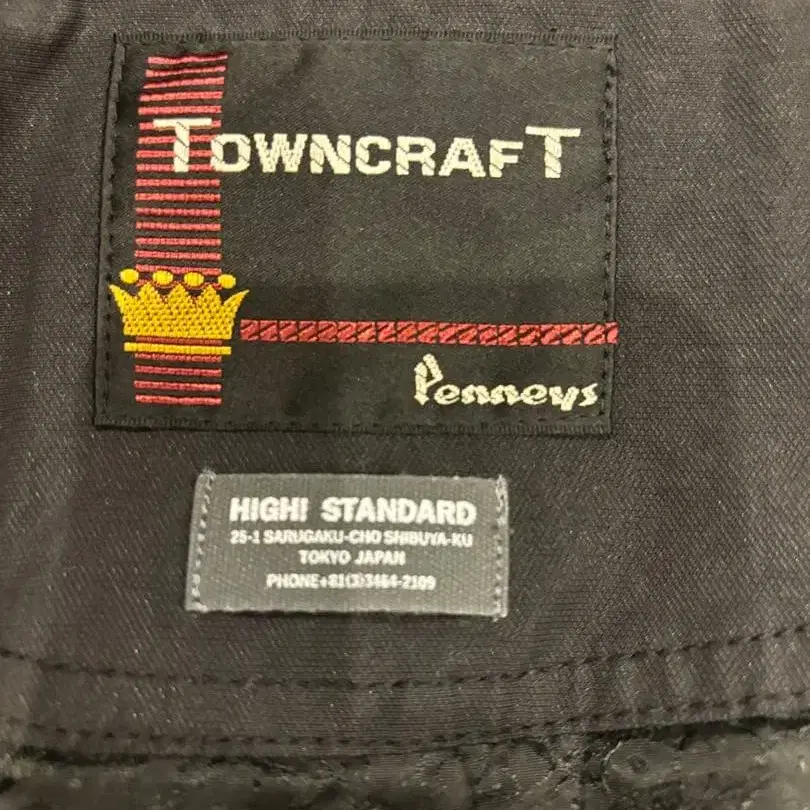 TOWNCRAFT
Penneys
HIGH! STANDARD
25-1 SARUGAKU-CHO SHIBUYA-KU
TOKYO JAPAN
PHONE+81(3)3464-2109